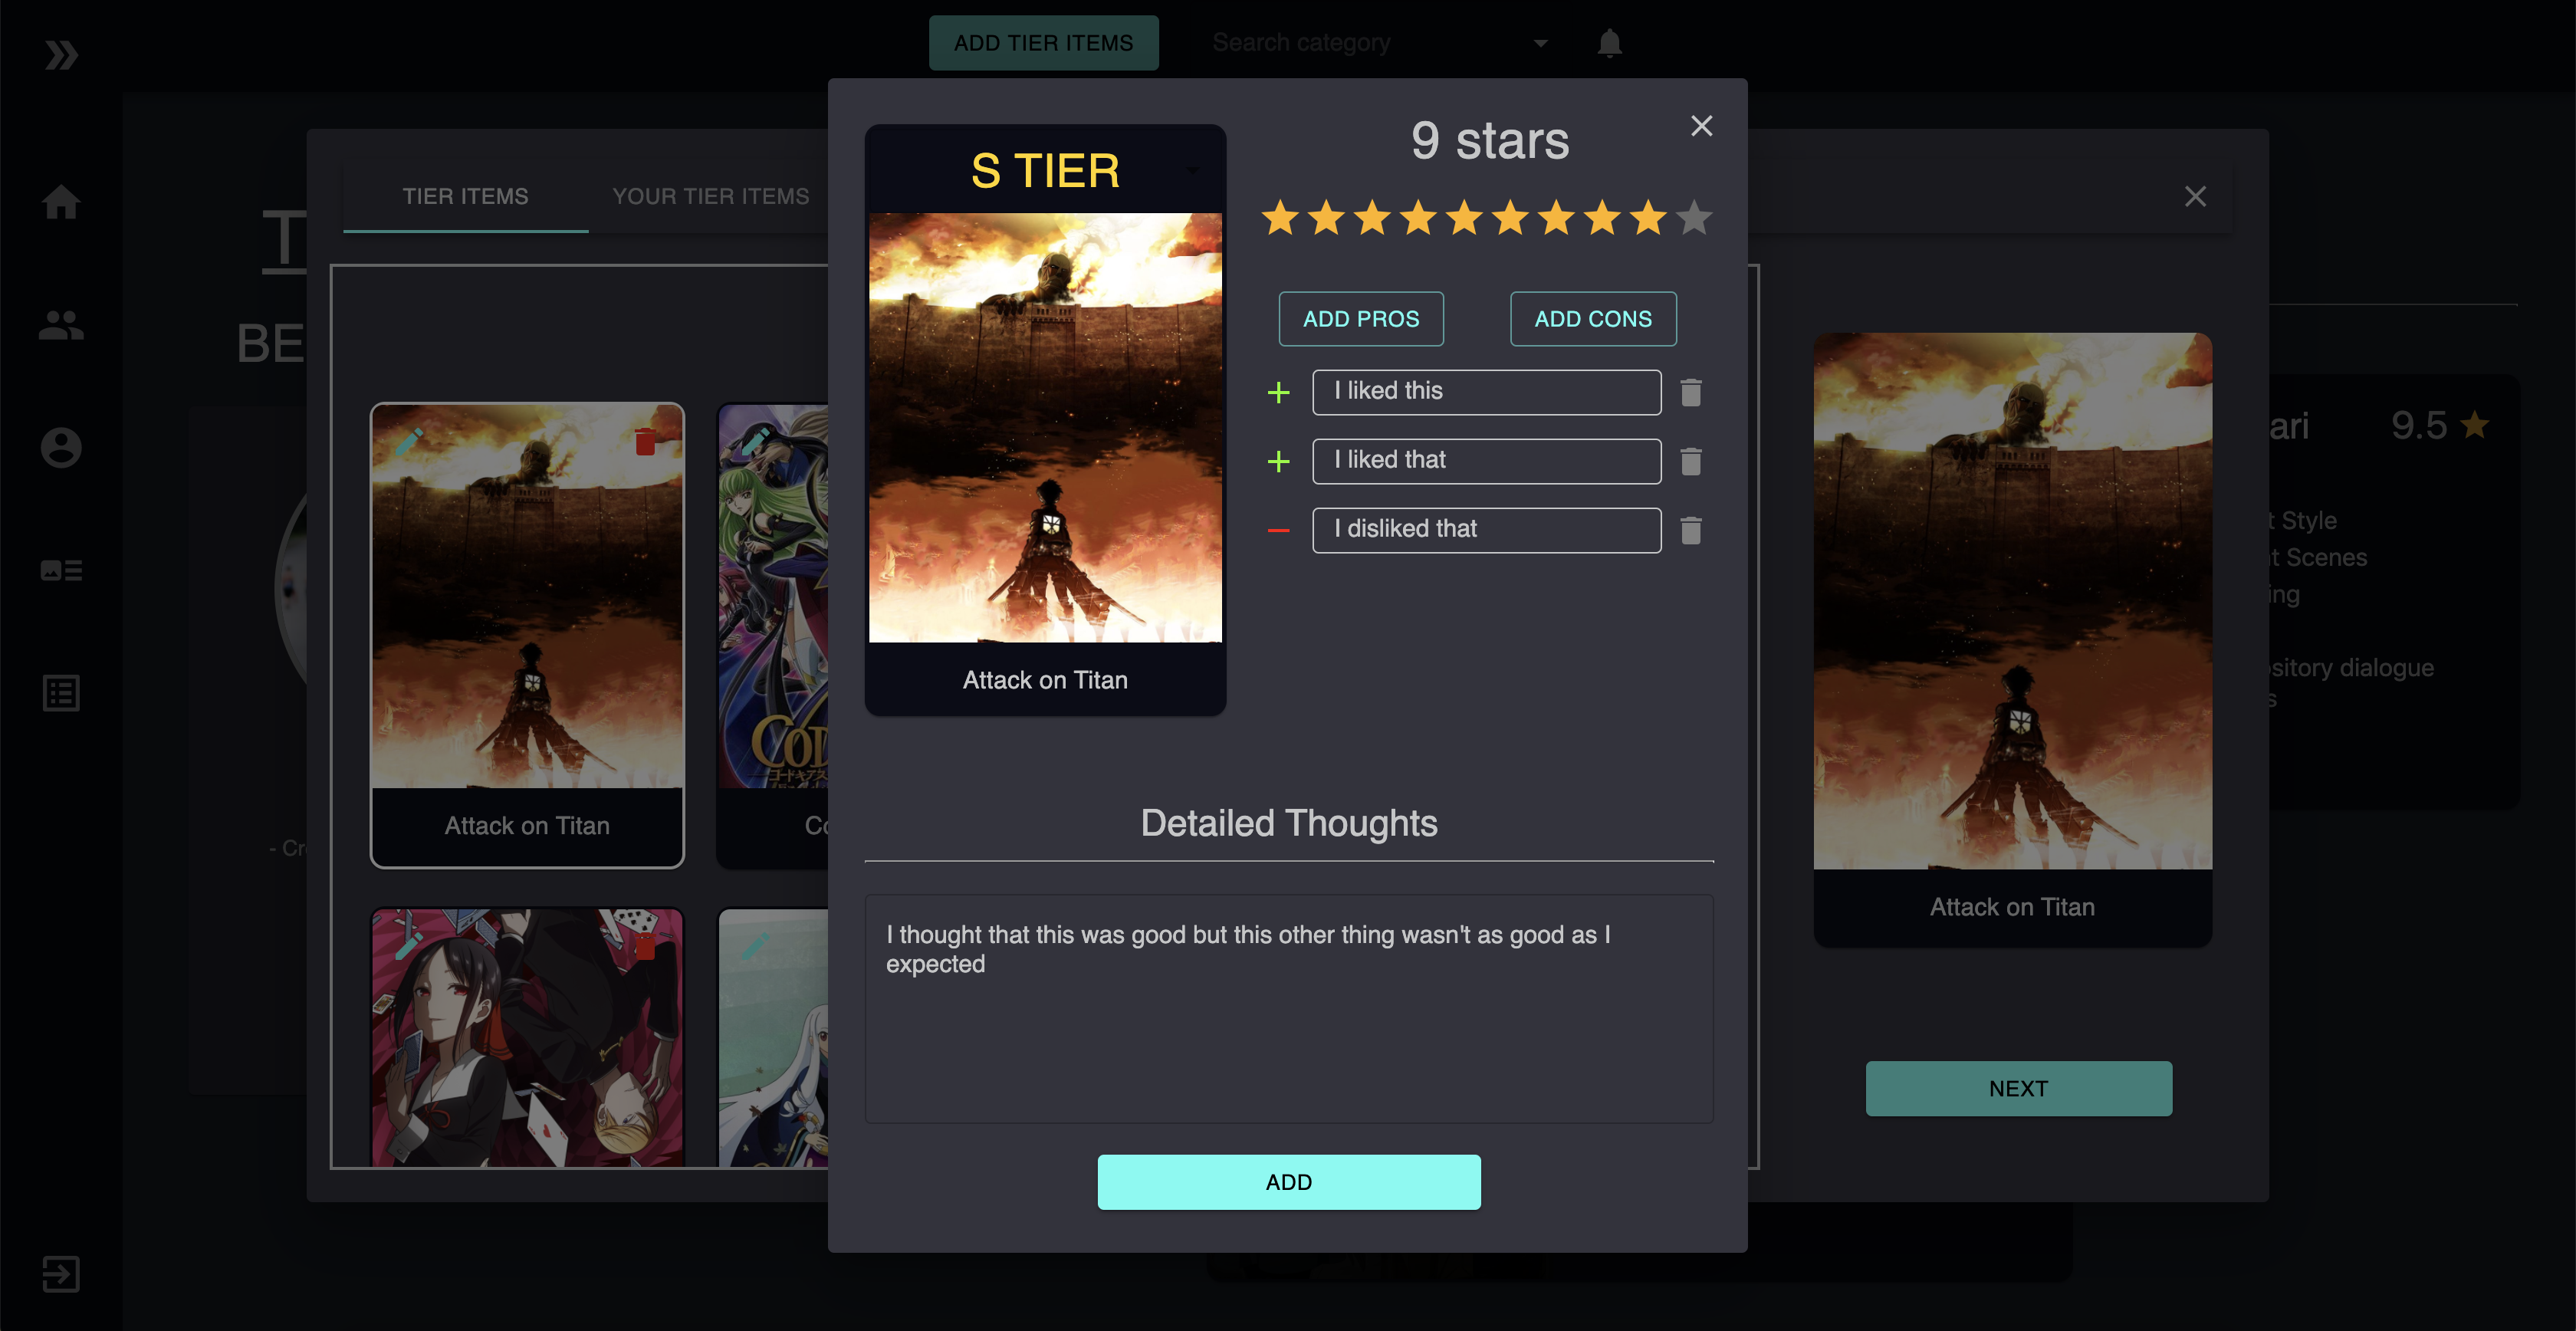 ADD TIER ITEMS
Search category
TIER ITEMS
YOUR TIER ITEMS
BE
Attack on Titan
- Cr
S TIER
Attack on Titan
9 stars
ADD PROS
ADD CONS
+ I liked this
+ I liked that
− I disliked that
Detailed Thoughts
I thought that this was good but this other thing wasn't as good as I
expected
ADD
Attack on Titan
NEXT
ari
9.5
t Style
t Scenes
ing
sitory dialogue
s